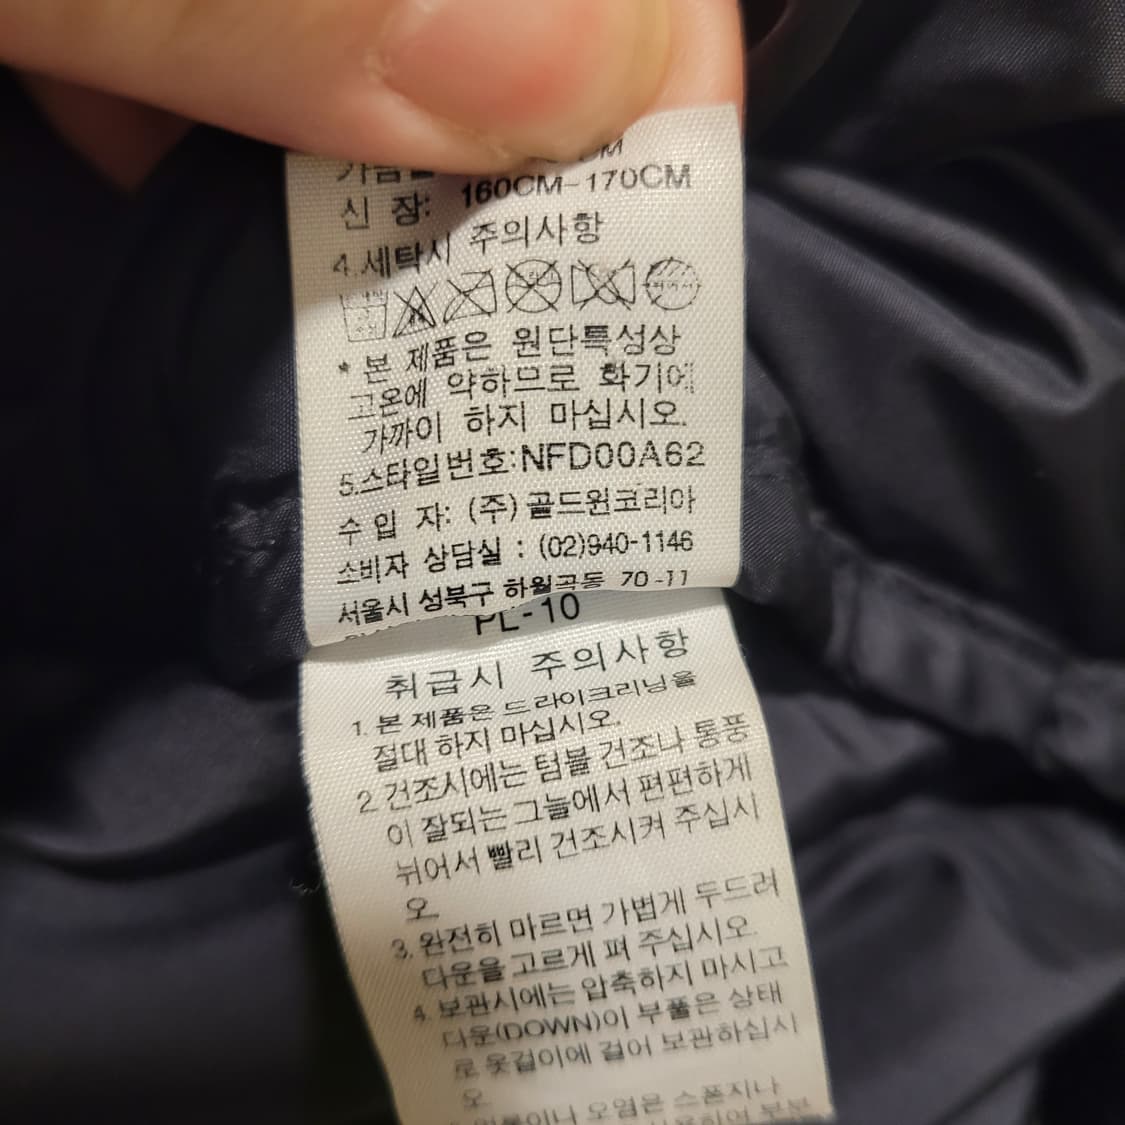 CM
신 장: 160CM-170CM
4.세탁시 주의사항
* 본 제품은 원단특성상
고온에 약하므로 화기에
가까이 하지 마십시오.
5.스타일번호:NFD00A62
수 입 자: (주)골드윈코리아
소비자 상담실 : (02)940-1146
서울시 성북구 하월곡동 70-11
PL-10
취급시 주의사항
1. 본 제품은 드라이크리닝을
절대 하지 마십시오.
2. 건조시에는 텀블 건조나 통풍
이 잘되는 그늘에서 편편하게
뉘어서 빨리 건조시켜 주십시
오.
3. 완전히 마르면 가볍게 두드려
다운을 고르게 펴 주십시오.
4. 보관시에는 압축하지 마시고
다운(DOWN)이 부풀은 상태
로 옷걸이에 걸어 보관하십시
오.
오염은 스폰지나
부분